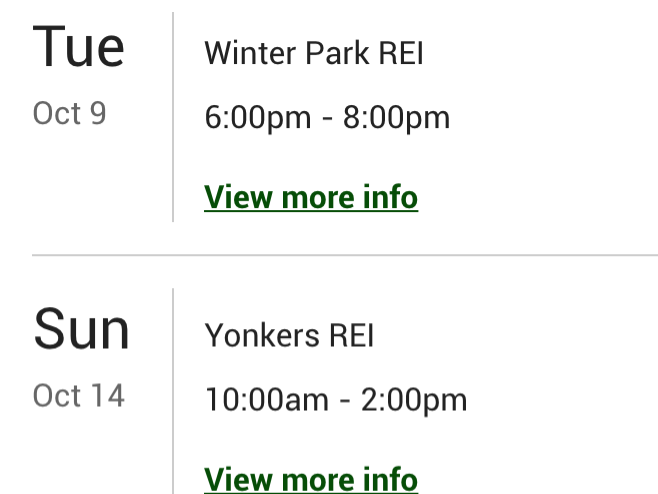 Tue
Oct 9
Winter Park REI
6:00pm - 8:00pm
View more info
Sun
Oct 14
Yonkers REI
10:00am - 2:00pm
View more info